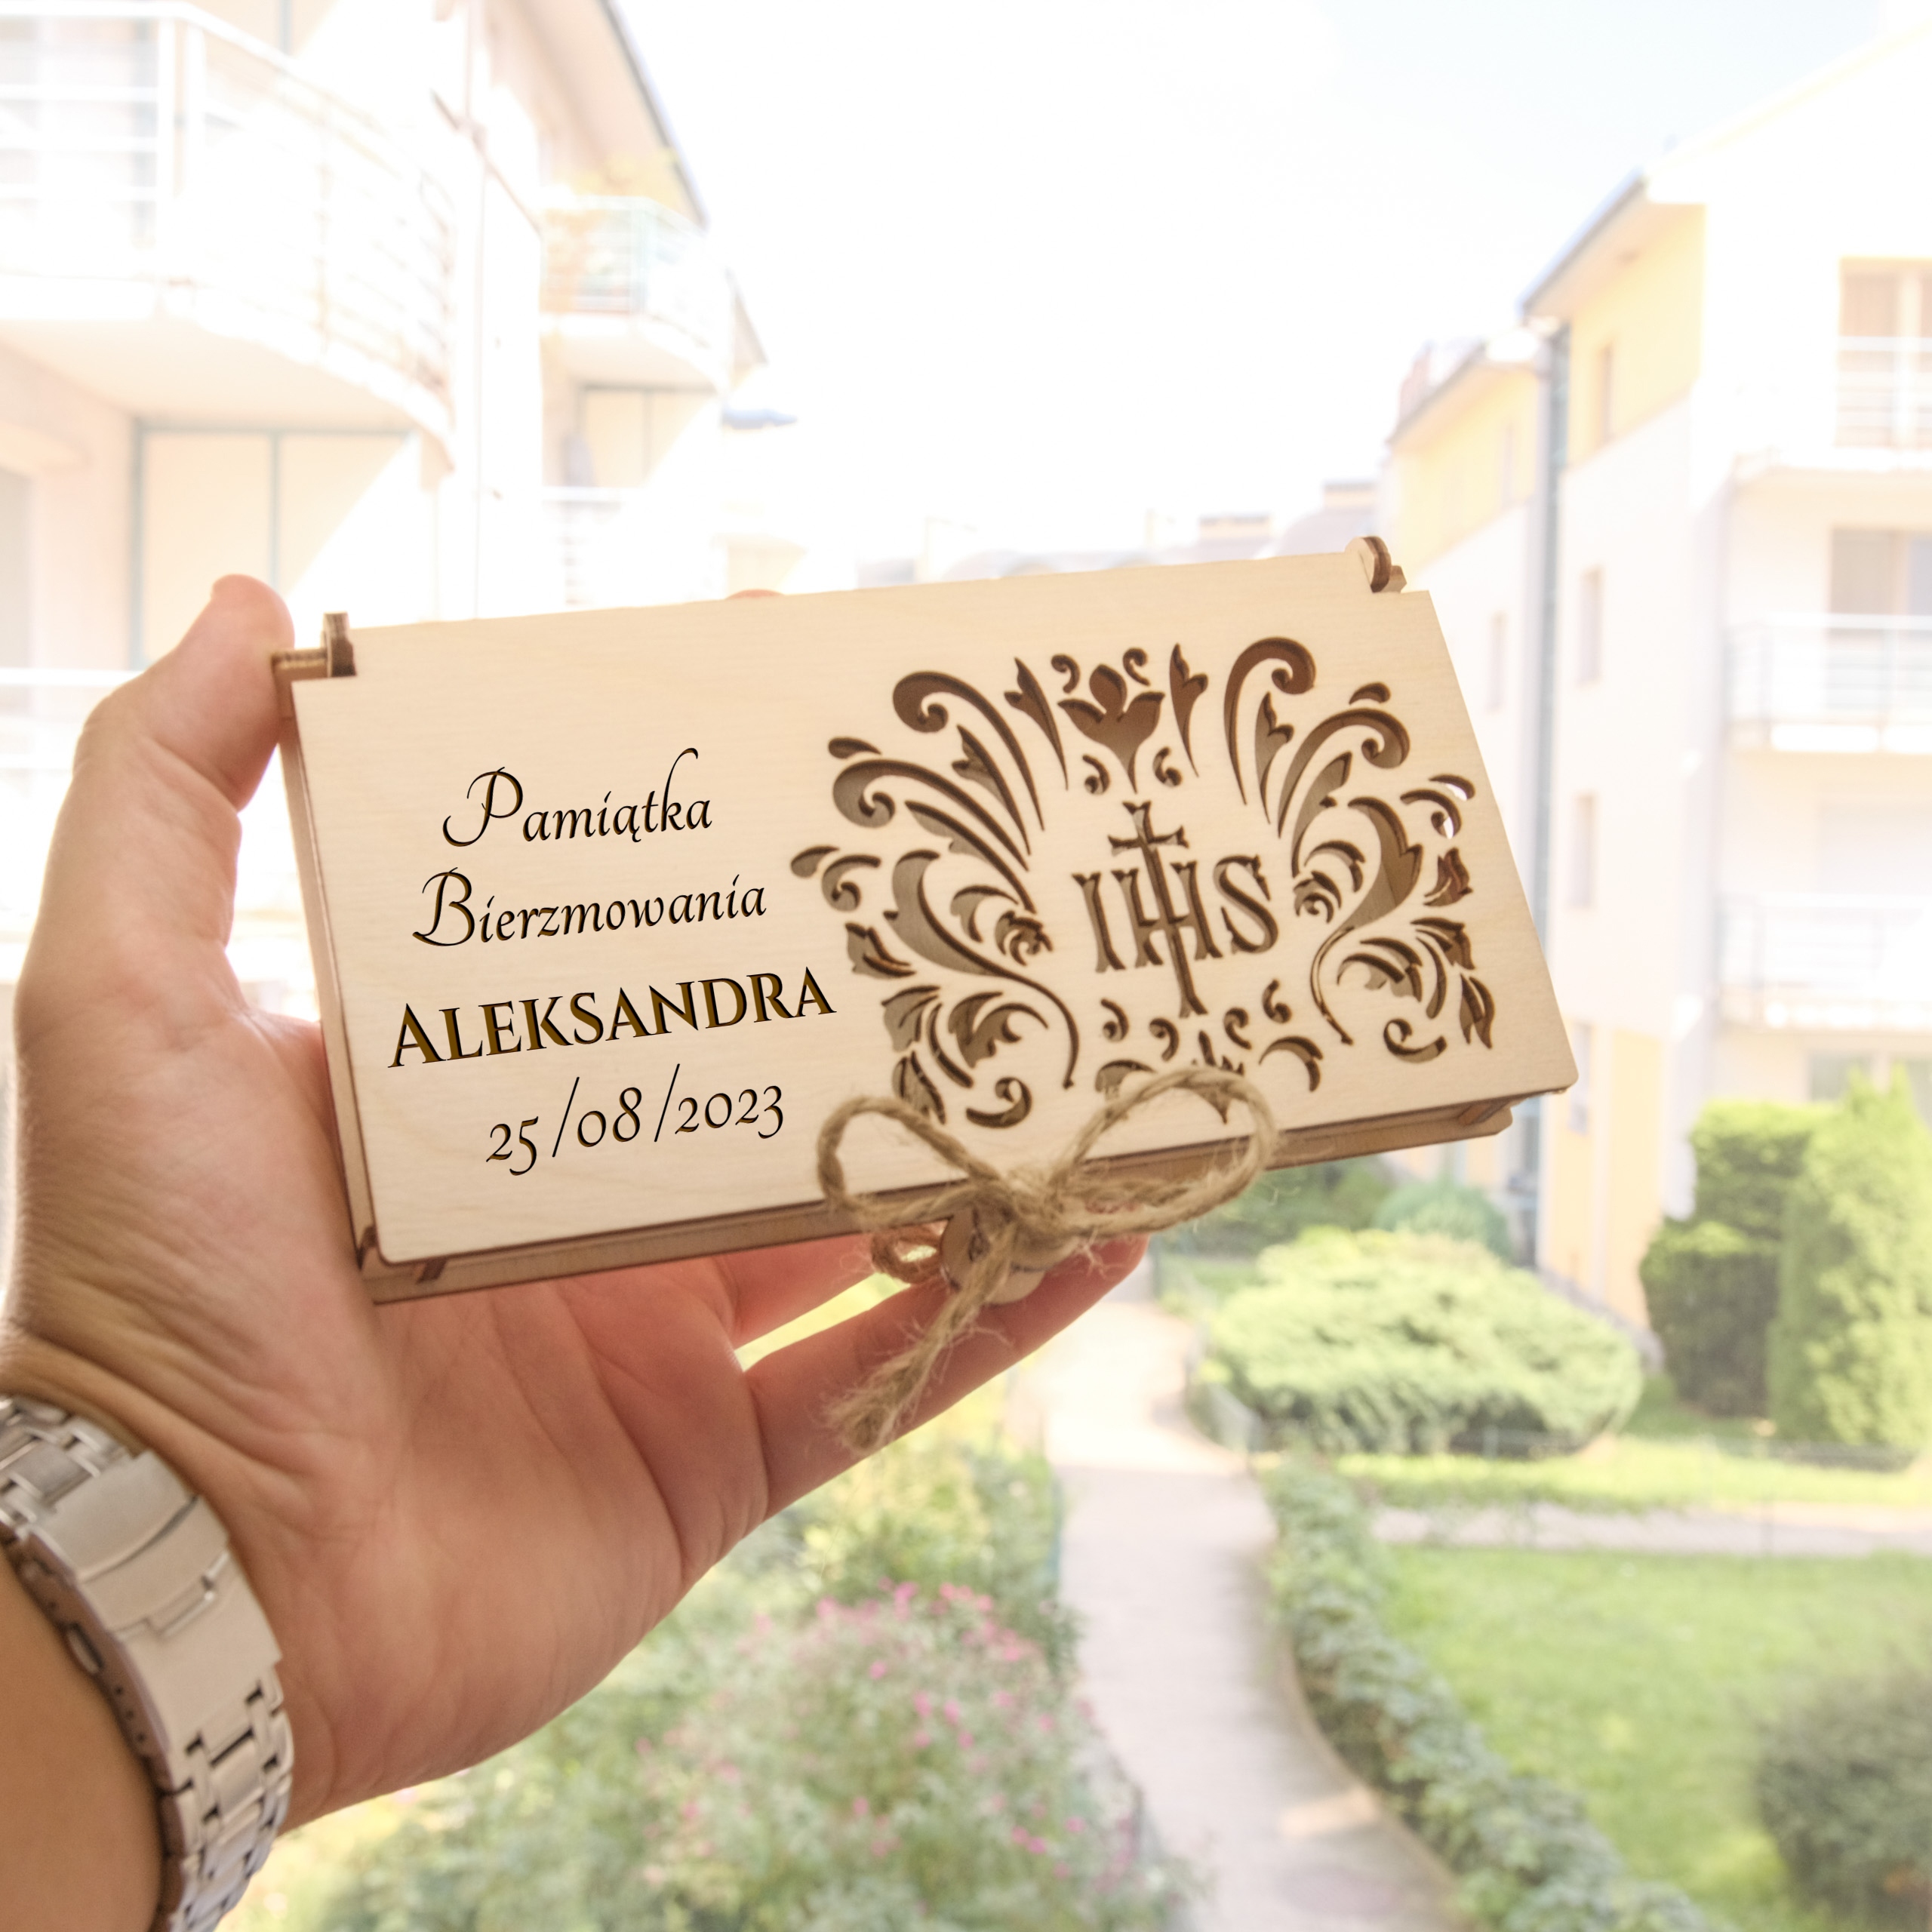 Pamiątka
Bierzmowania
ALEKSANDRA
25/08/2023
IHS